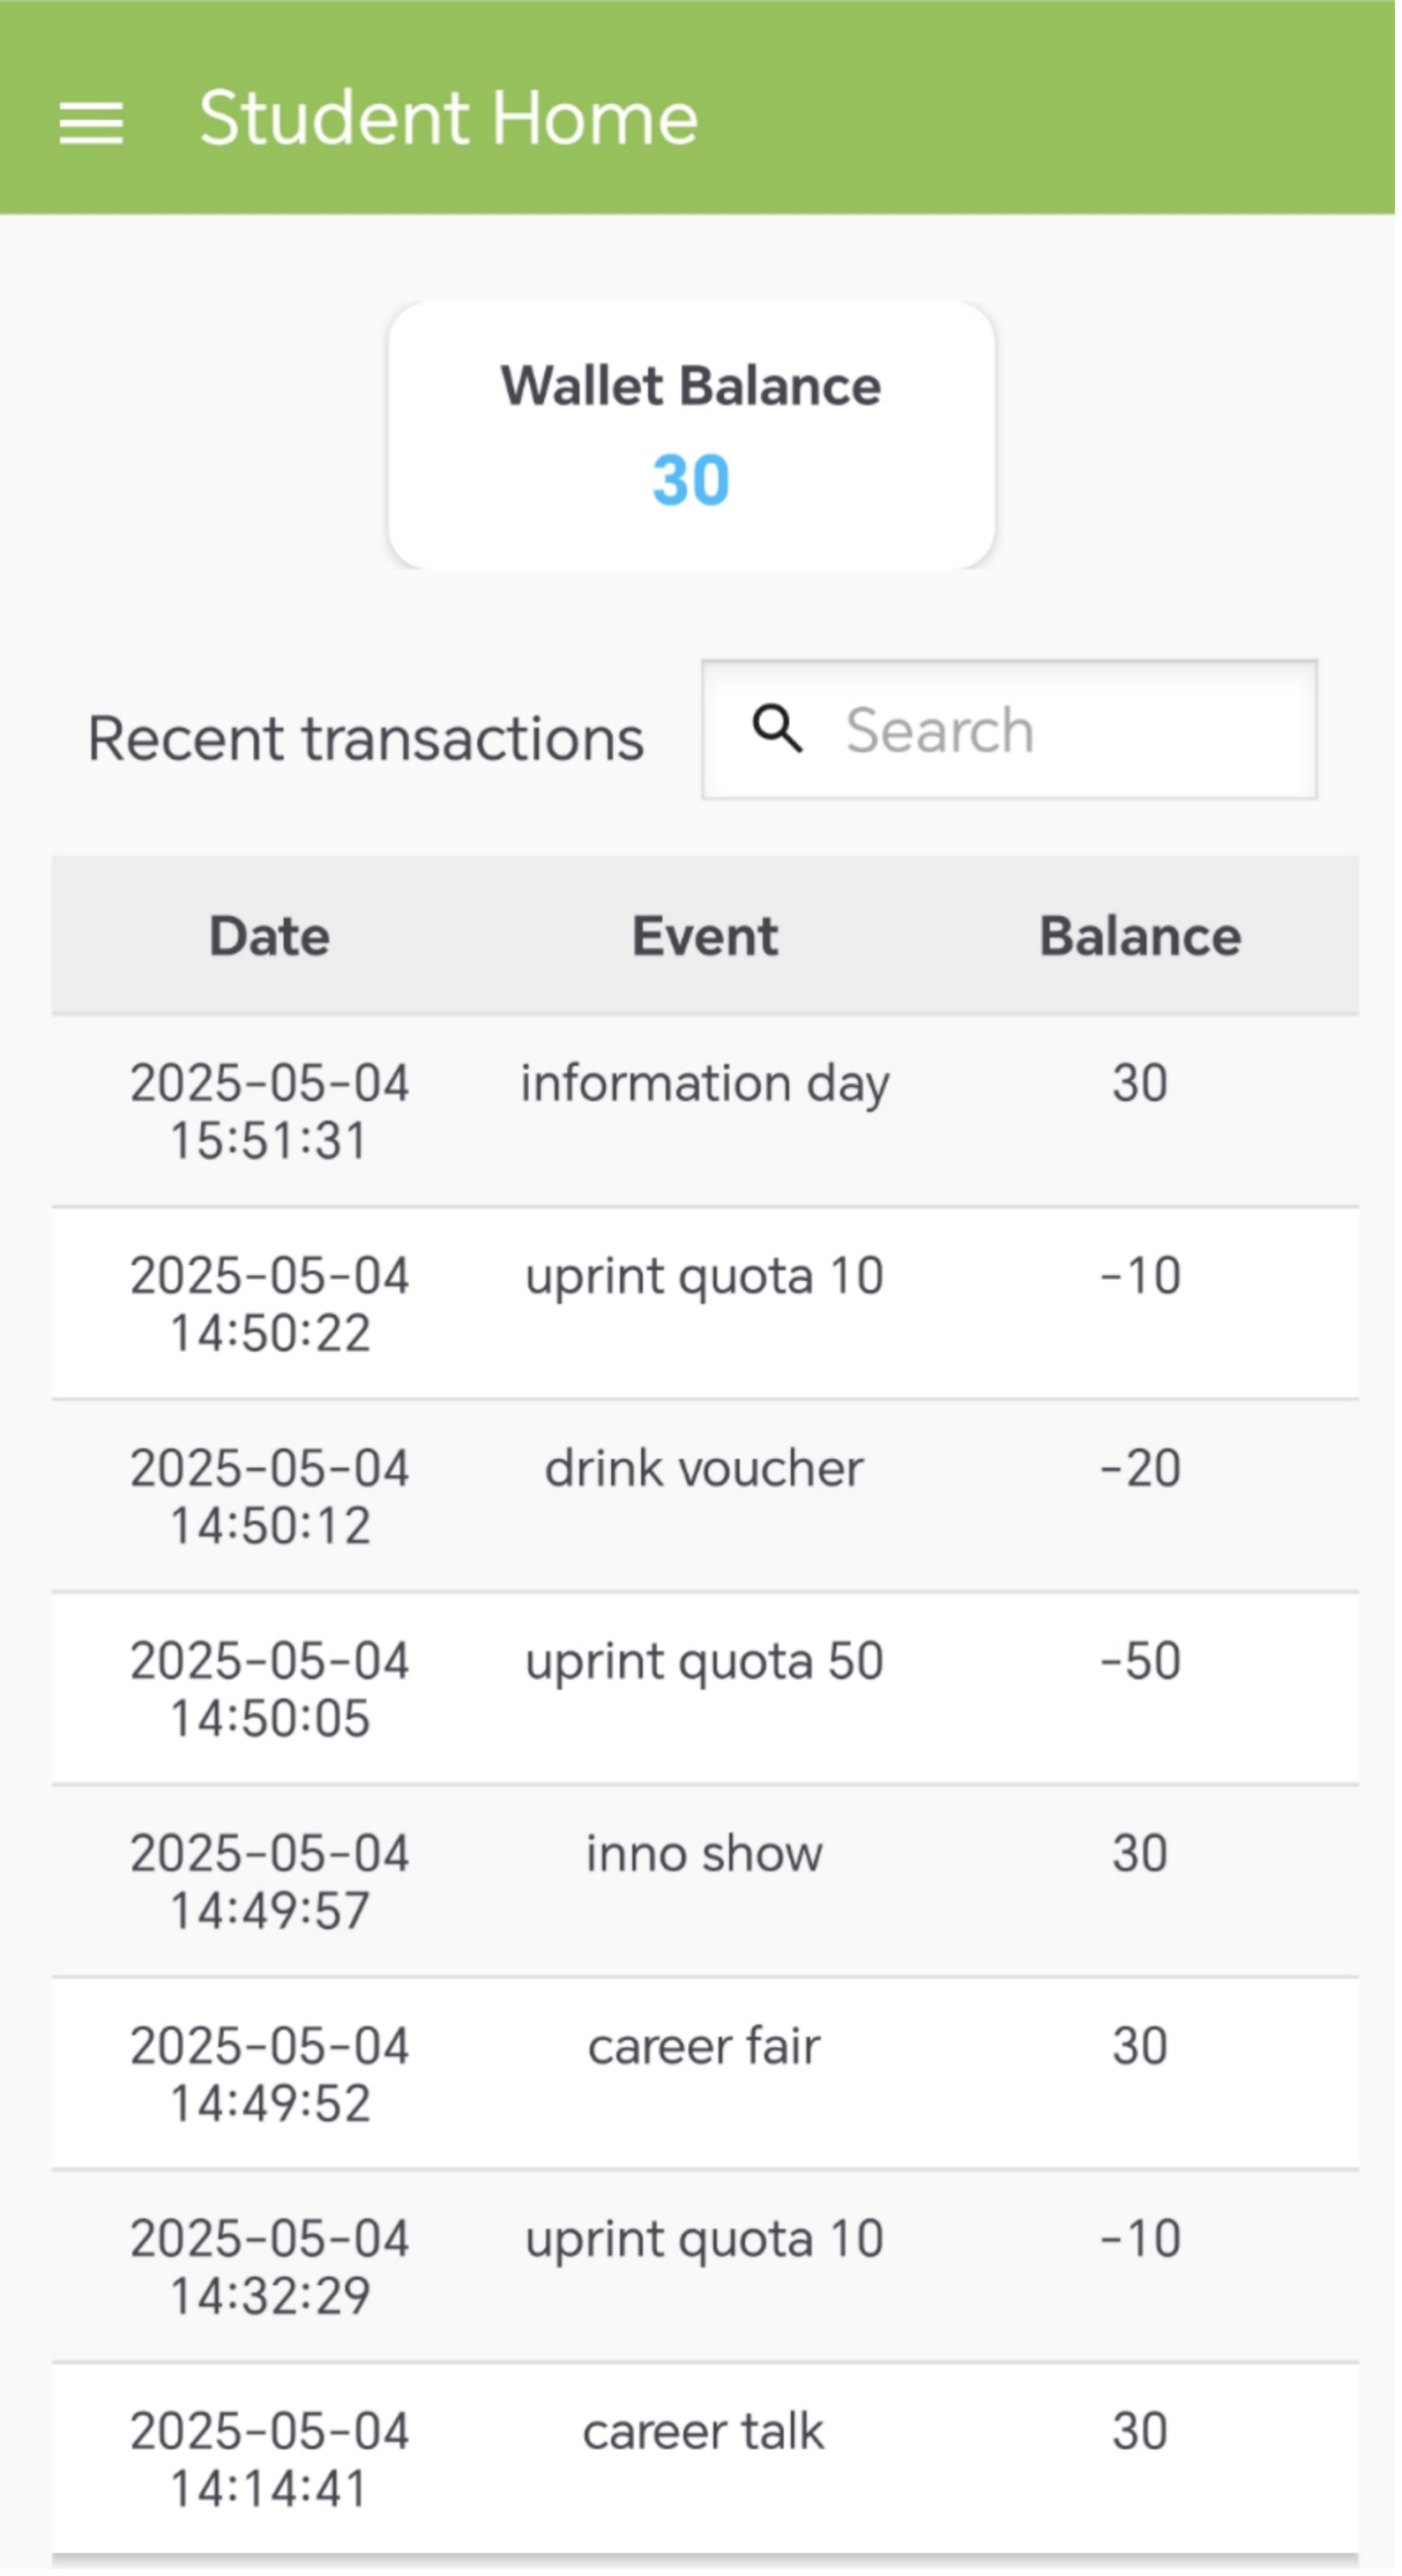 Student Home
Wallet Balance
30
Recent transactions
Search
Date Event Balance
2025-05-04 information day 30
15:51:31
2025-05-04 uprint quota 10 -10
14:50:22
2025-05-04 drink voucher -20
14:50:12
2025-05-04 uprint quota 50 -50
14:50:05
2025-05-04 inno show 30
14:49:57
2025-05-04 career fair 30
14:49:52
2025-05-04 uprint quota 10 -10
14:32:29
2025-05-04 career talk 30
14:14:41